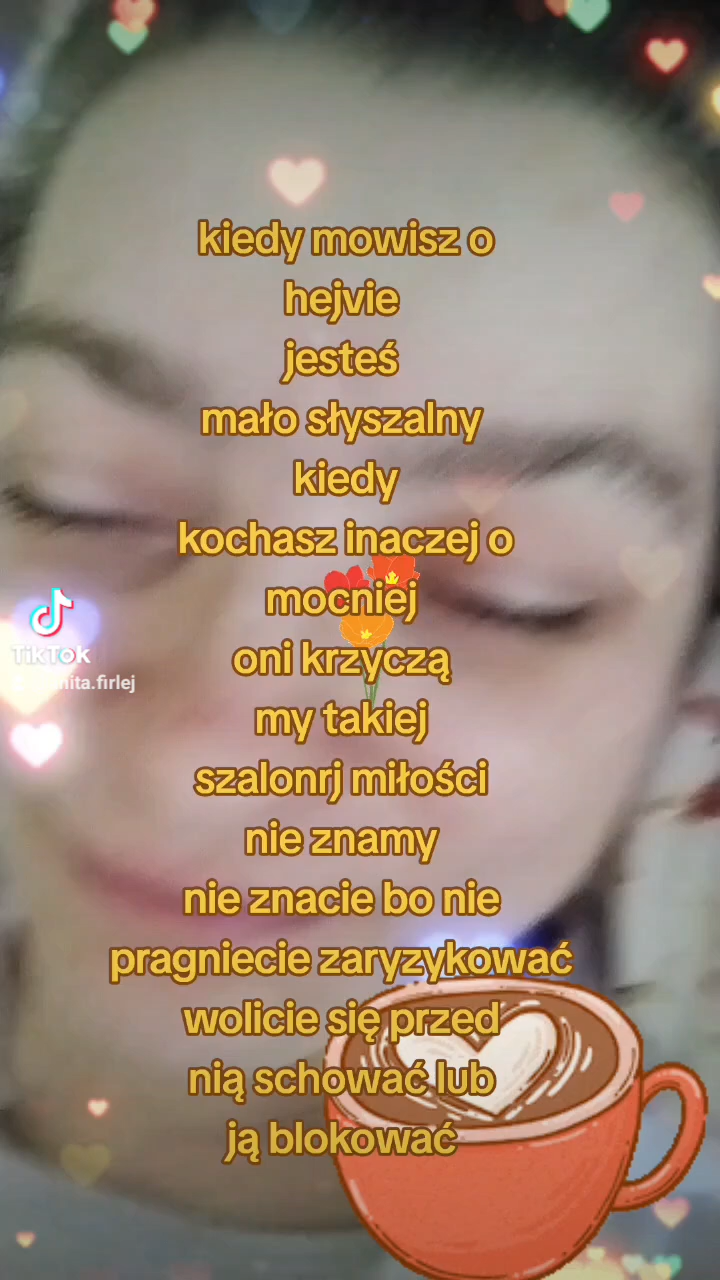 kiedy mowisz o
hejvie
jesteś
mało słyszalny
kiedy
kochasz inaczej o
mocniej
oni krzyczą
my takiej
szalonrj miłości
nie znamy
nie znacie bo nie
pragniecie zaryzykować
wolicie się przed
nią schować lub
ją blokować
TikTok